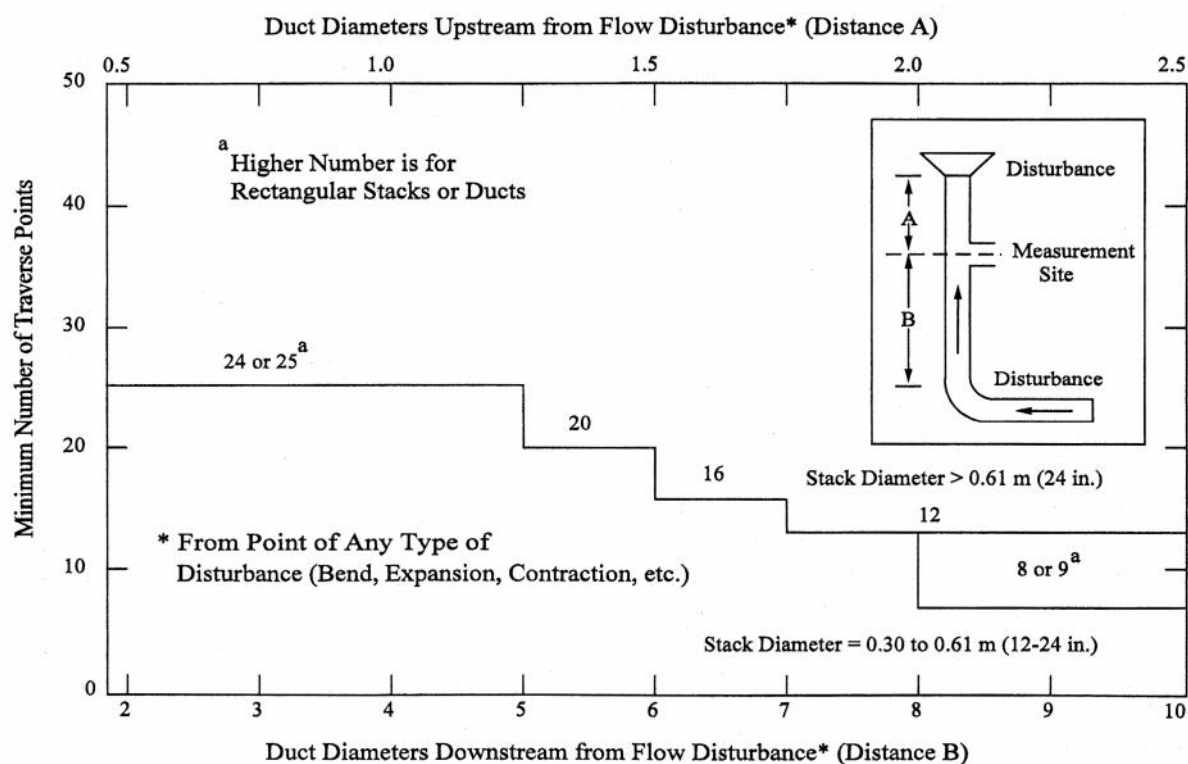 Duct Diameters Upstream from Flow Disturbance* (Distance A)
0.5 1.0 1.5 2.0 2.5
50
40
30
20
10
0
Minimum Number of Traverse Points
a Higher Number is for
Rectangular Stacks or Ducts
Disturbance
A
Measurement
Site
B
Disturbance
24 or 25 a
20
16
Stack Diameter > 0.61 m (24 in.)
12
* From Point of Any Type of
Disturbance (Bend, Expansion, Contraction, etc.)
8 or 9 a
Stack Diameter = 0.30 to 0.61 m (12-24 in.)
2 3 4 5 6 7 8 9 10
Duct Diameters Downstream from Flow Disturbance* (Distance B)